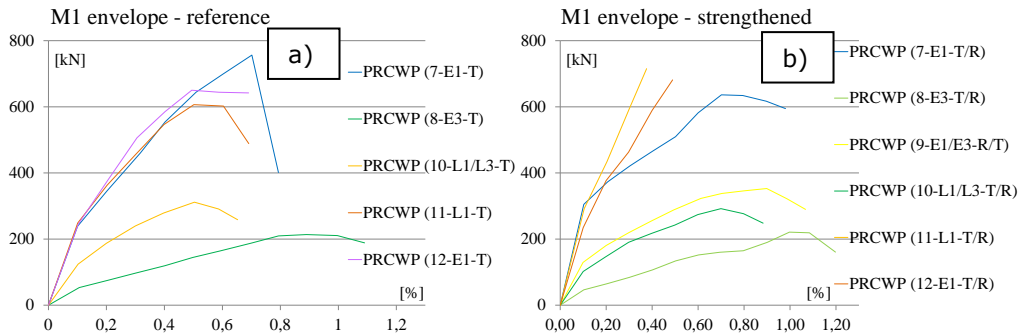 M1 envelope - reference
a)
[kN]
800
600
400
200
0
0
0,2
0,4
0,6
0,8
1
1,2
[%]
PRCWP (7-E1-T)
PRCWP (8-E3-T)
PRCWP (10-L1/L3-T)
PRCWP (11-L1-T)
PRCWP (12-E1-T)
M1 envelope - strengthened
b)
[kN]
800
600
400
200
0
0,00
0,20
0,40
0,60
0,80
1,00
1,20
[%]
PRCWP (7-E1-T/R)
PRCWP (8-E3-T/R)
PRCWP (9-E1/E3-R/T)
PRCWP (10-L1/L3-T/R)
PRCWP (11-L1-T/R)
PRCWP (12-E1-T/R)